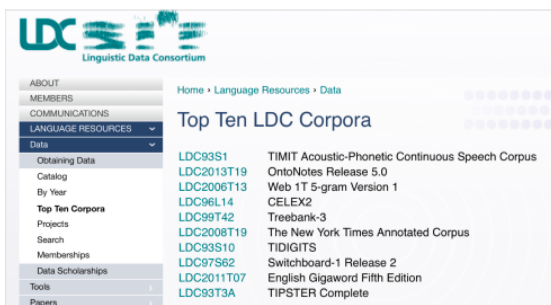 LDC
Linguistic Data Consortium
ABOUT
MEMBERS
COMMUNICATIONS
LANGUAGE RESOURCES
Data
Obtaining Data
Catalog
By Year
Top Ten Corpora
Projects
Search
Memberships
Data Scholarships
Tools
Papers
Home › Language Resources › Data
Top Ten LDC Corpora
LDC93S1 TIMIT Acoustic-Phonetic Continuous Speech Corpus
LDC2013T19 OntoNotes Release 5.0
LDC2006T13 Web 1T 5-gram Version 1
LDC96L14 CELEX2
LDC99T42 Treebank-3
LDC2008T19 The New York Times Annotated Corpus
LDC93S10 TIDIGITS
LDC97S62 Switchboard-1 Release 2
LDC2011T07 English Gigaword Fifth Edition
LDC93T3A TIPSTER Complete